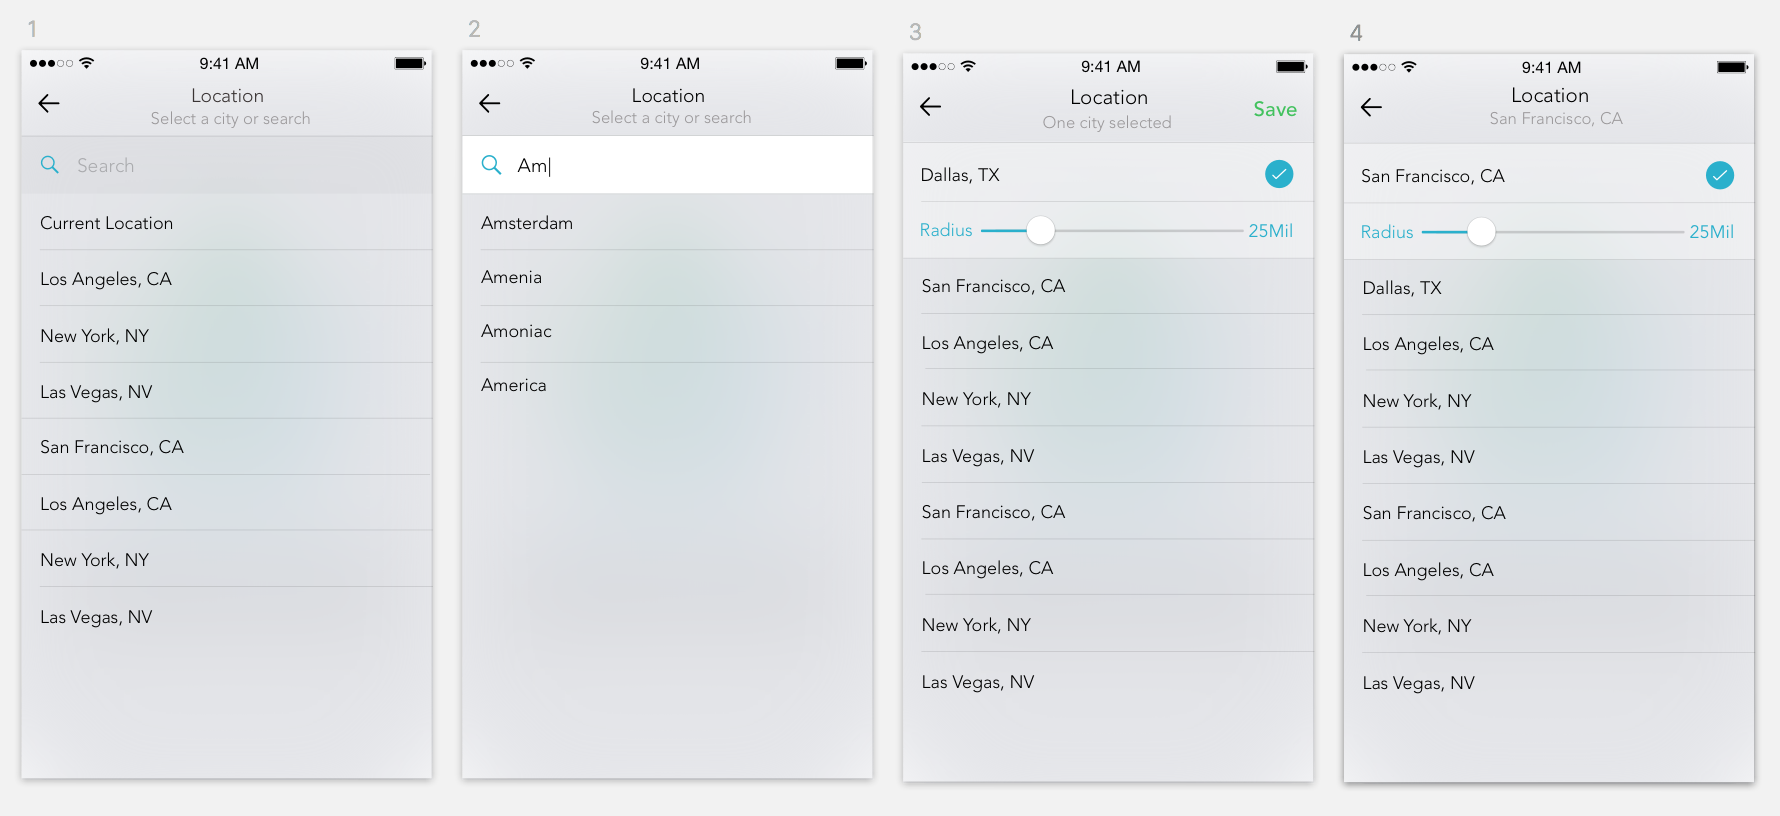 1
9:41 AM
Location
Select a city or search
Search
Current Location
Los Angeles, CA
New York, NY
Las Vegas, NV
San Francisco, CA
Los Angeles, CA
New York, NY
Las Vegas, NV
2
9:41 AM
Location
Select a city or search
Am
Amsterdam
Amenia
Amoniac
America
3
9:41 AM
Location
One city selected
Save
Dallas, TX
Radius 25Mil
San Francisco, CA
Los Angeles, CA
New York, NY
Las Vegas, NV
San Francisco, CA
Los Angeles, CA
New York, NY
Las Vegas, NV
4
9:41 AM
Location
San Francisco, CA
San Francisco, CA
Radius 25Mil
Dallas, TX
Los Angeles, CA
New York, NY
Las Vegas, NV
San Francisco, CA
Los Angeles, CA
New York, NY
Las Vegas, NV